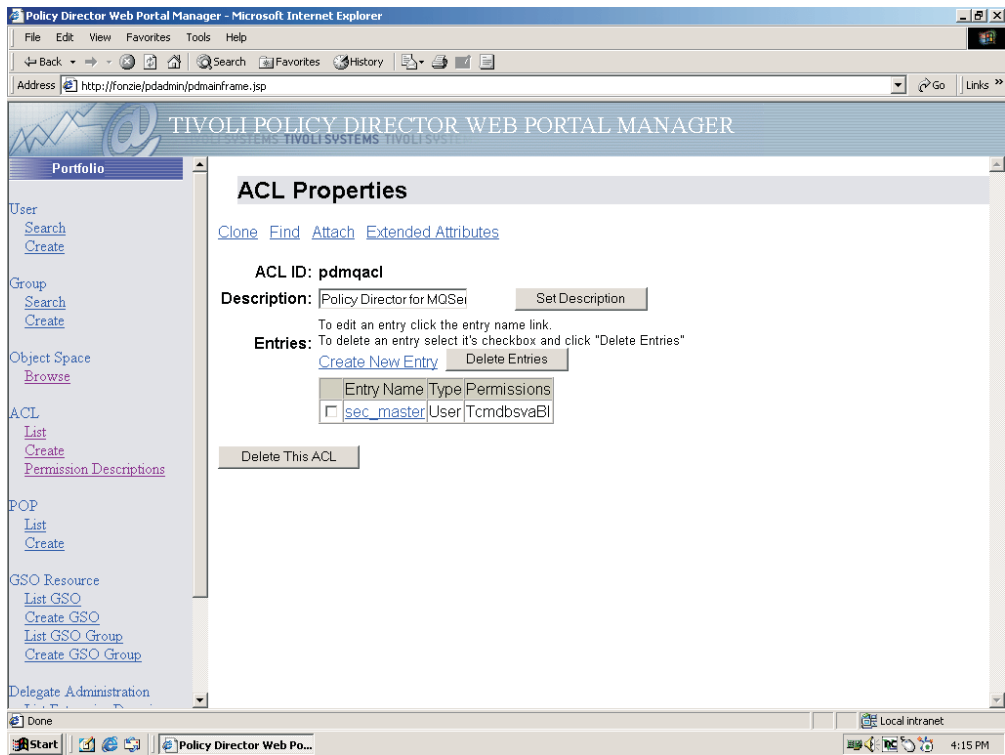 Policy Director Web Portal Manager - Microsoft Internet Explorer
File Edit View Favorites Tools Help
Back Search Favorites History
Address http://fonzie/pdadmin/pdmainframe.jsp Go Links »
TIVOLI POLICY DIRECTOR WEB PORTAL MANAGER
TIVOLI SYSTEMS TIVOLI SYSTEMS TIVOLI SYSTE
Portfolio
User
Search
Create
Group
Search
Create
Object Space
Browse
ACL
List
Create
Permission Descriptions
POP
List
Create
GSO Resource
List GSO
Create GSO
List GSO Group
Create GSO Group
Delegate Administration
ACL Properties
Clone Find Attach Extended Attributes
ACL ID: pdmqacl
Description: Policy Director for MQSer Set Description
To edit an entry click the entry name link.
Entries: To delete an entry select it's checkbox and click "Delete Entries"
Create New Entry Delete Entries
Entry Name Type Permissions
sec_master User TcmdbsvaBl
Delete This ACL
Done Local intranet
Start Policy Director Web Po... 4:15 PM